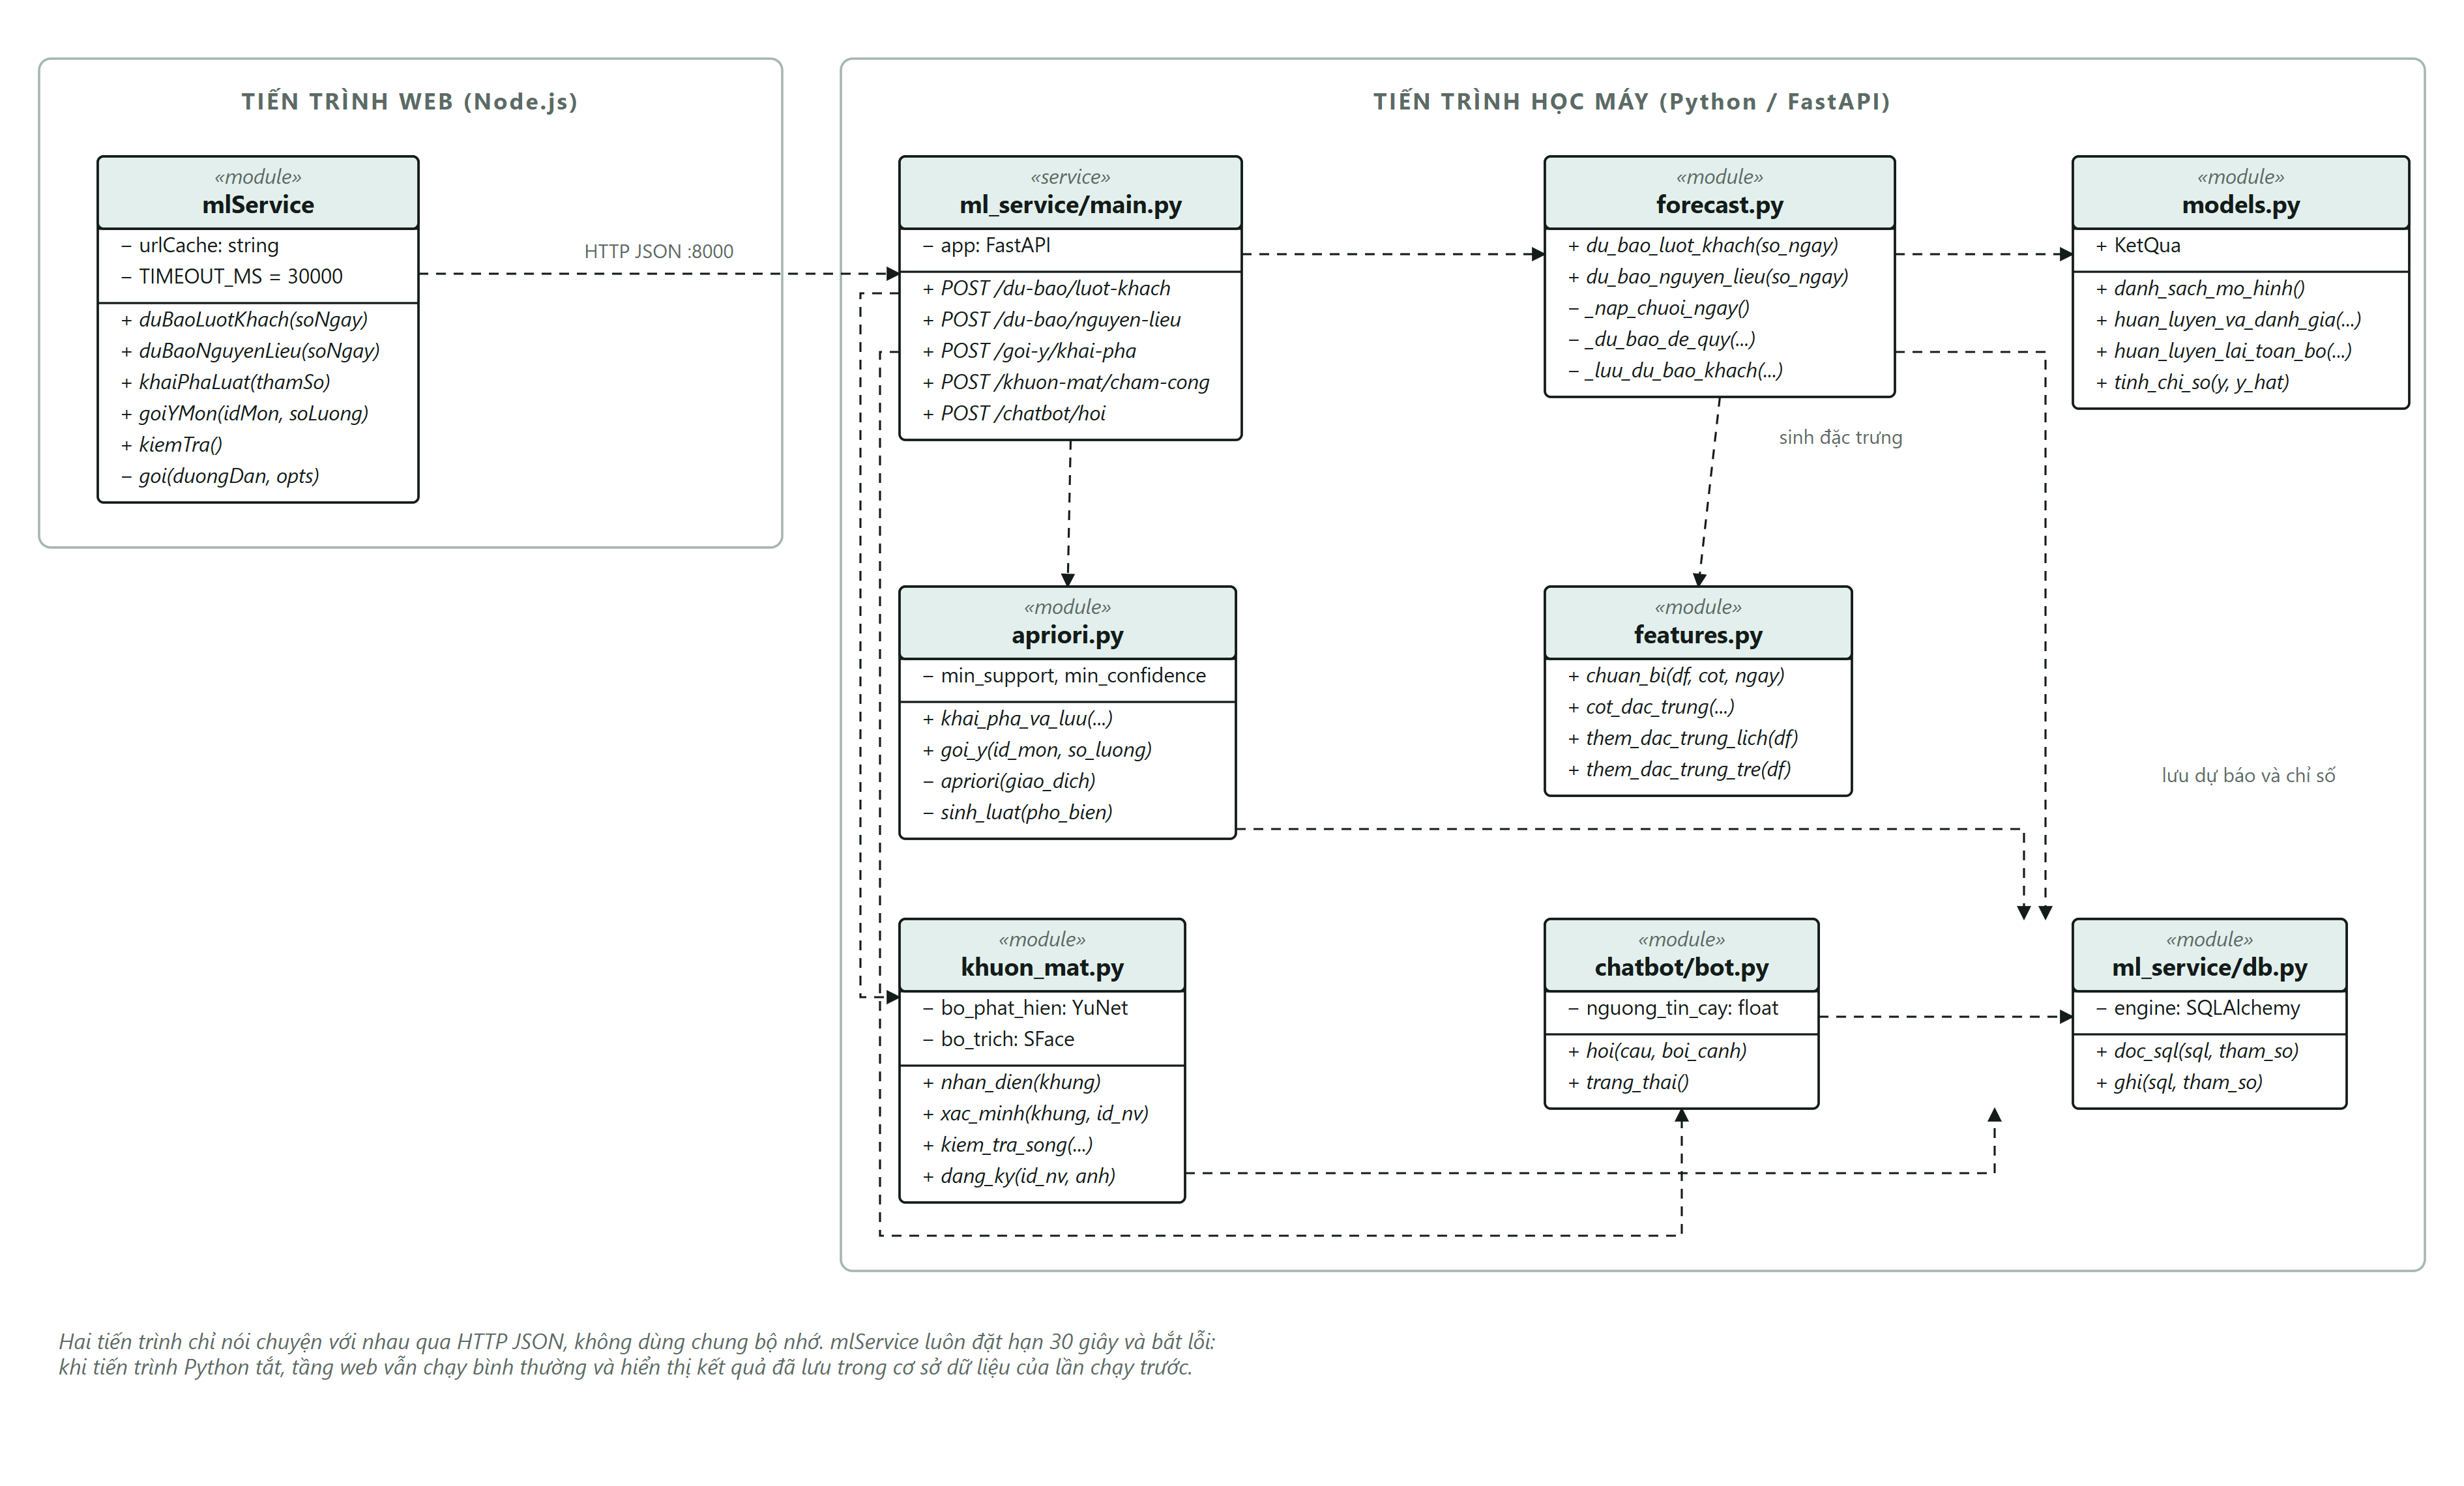 TIẾN TRÌNH WEB (Node.js)
«module»
mlService
− urlCache: string
− TIMEOUT_MS = 30000
+ duBaoLuotKhach(soNgay)
+ duBaoNguyenLieu(soNgay)
+ khaiPhaLuat(thamSo)
+ goiYMon(idMon, soLuong)
+ kiemTra()
− goi(duongDan, opts)
HTTP JSON :8000
TIẾN TRÌNH HỌC MÁY (Python / FastAPI)
«service»
ml_service/main.py
− app: FastAPI
+ POST /du-bao/luot-khach
+ POST /du-bao/nguyen-lieu
+ POST /goi-y/khai-pha
+ POST /khuon-mat/cham-cong
+ POST /chatbot/hoi
«module»
forecast.py
+ du_bao_luot_khach(so_ngay)
+ du_bao_nguyen_lieu(so_ngay)
− _nap_chuoi_ngay()
− _du_bao_de_quy(...)
− _luu_du_bao_khach(...)
«module»
models.py
+ KetQua
+ danh_sach_mo_hinh()
+ huan_luyen_va_danh_gia(...)
+ huan_luyen_lai_toan_bo(...)
+ tinh_chi_so(y, y_hat)
sinh đặc trưng
«module»
apriori.py
− min_support, min_confidence
+ khai_pha_va_luu(...)
+ goi_y(id_mon, so_luong)
− apriori(giao_dich)
− sinh_luat(pho_bien)
«module»
features.py
+ chuan_bi(df, cot, ngay)
+ cot_dac_trung(...)
+ them_dac_trung_lich(df)
+ them_dac_trung_tre(df)
lưu dự báo và chỉ số
«module»
khuon_mat.py
− bo_phat_hien: YuNet
− bo_trich: SFace
+ nhan_dien(khung)
+ xac_minh(khung, id_nv)
+ kiem_tra_song(...)
+ dang_ky(id_nv, anh)
«module»
chatbot/bot.py
− nguong_tin_cay: float
+ hoi(cau, boi_canh)
+ trang_thai()
«module»
ml_service/db.py
− engine: SQLAlchemy
+ doc_sql(sql, tham_so)
+ ghi(sql, tham_so)
Hai tiến trình chỉ nói chuyện với nhau qua HTTP JSON, không dùng chung bộ nhớ. mlService luôn đặt hạn 30 giây và bắt lỗi:
khi tiến trình Python tắt, tầng web vẫn chạy bình thường và hiển thị kết quả đã lưu trong cơ sở dữ liệu của lần chạy trước.